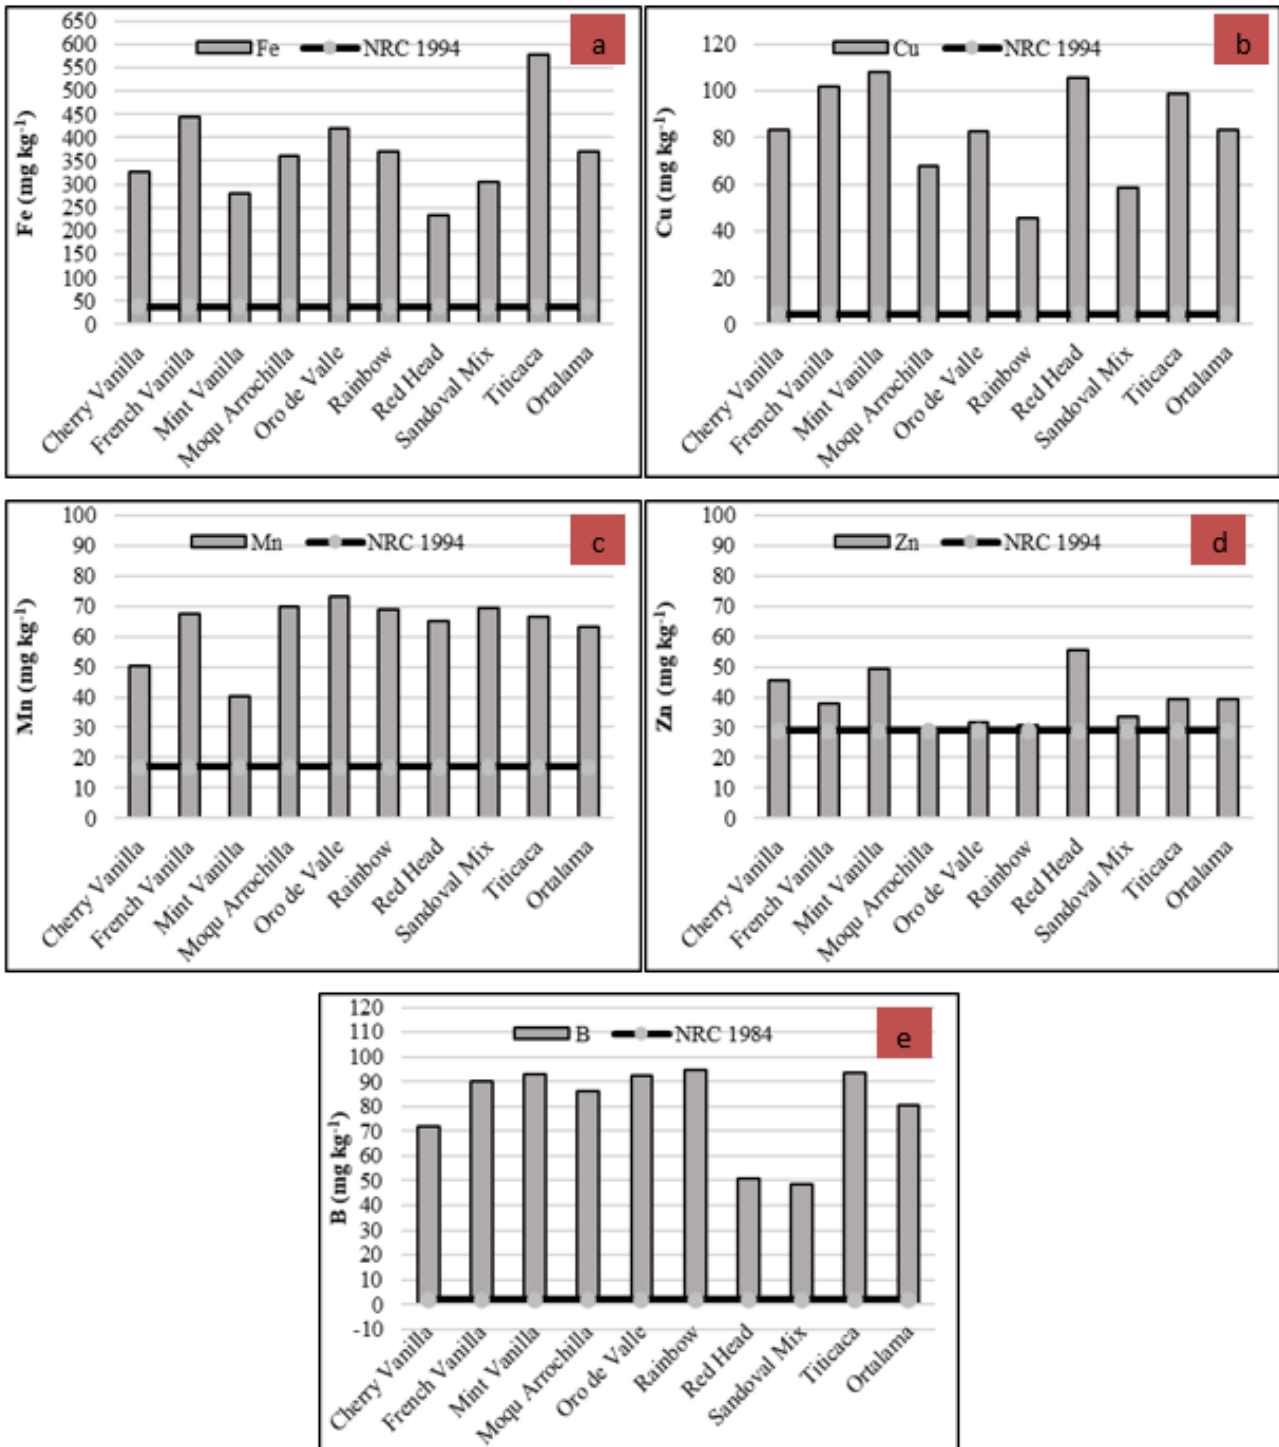 650
600
550
500
450
400
350
300
250
200
150
100
50
0
Fe (mg kg⁻¹)
Fe NRC 1994
a
Cherry Vanilla
French Vanilla
Mint Vanilla
Moqu Arrochilla
Oro de Valle
Rainbow
Red Head
Sandoval Mix
Titicaca
Ortalama
120
100
80
60
40
20
0
Cu (mg kg⁻¹)
Cu NRC 1994
b
Cherry Vanilla
French Vanilla
Mint Vanilla
Moqu Arrochilla
Oro de Valle
Rainbow
Red Head
Sandoval Mix
Titicaca
Ortalama
100
90
80
70
60
50
40
30
20
10
0
Mn (mg kg⁻¹)
Mn NRC 1994
c
Cherry Vanilla
French Vanilla
Mint Vanilla
Moqu Arrochilla
Oro de Valle
Rainbow
Red Head
Sandoval Mix
Titicaca
Ortalama
100
90
80
70
60
50
40
30
20
10
0
Zn (mg kg⁻¹)
Zn NRC 1994
d
Cherry Vanilla
French Vanilla
Mint Vanilla
Moqu Arrochilla
Oro de Valle
Rainbow
Red Head
Sandoval Mix
Titicaca
Ortalama
120
110
100
90
80
70
60
50
40
30
20
10
0
-10
B (mg kg⁻¹)
B NRC 1984
e
Cherry Vanilla
French Vanilla
Mint Vanilla
Moqu Arrochilla
Oro de Valle
Rainbow
Red Head
Sandoval Mix
Titicaca
Ortalama